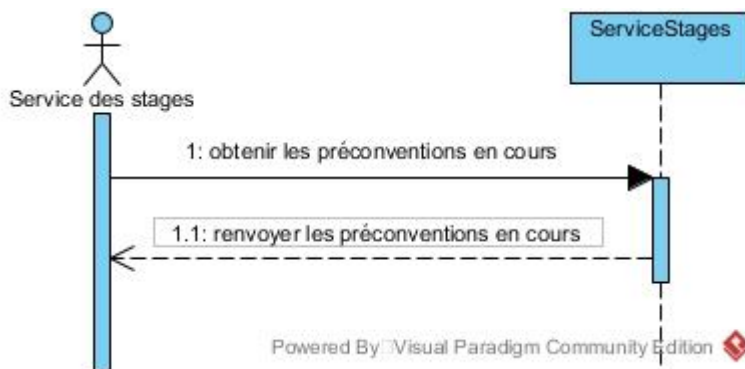 ServiceStages
Service des stages
1: obtenir les préconventions en cours
1.1: renvoyer les préconventions en cours
Powered By Visual Paradigm Community Edition